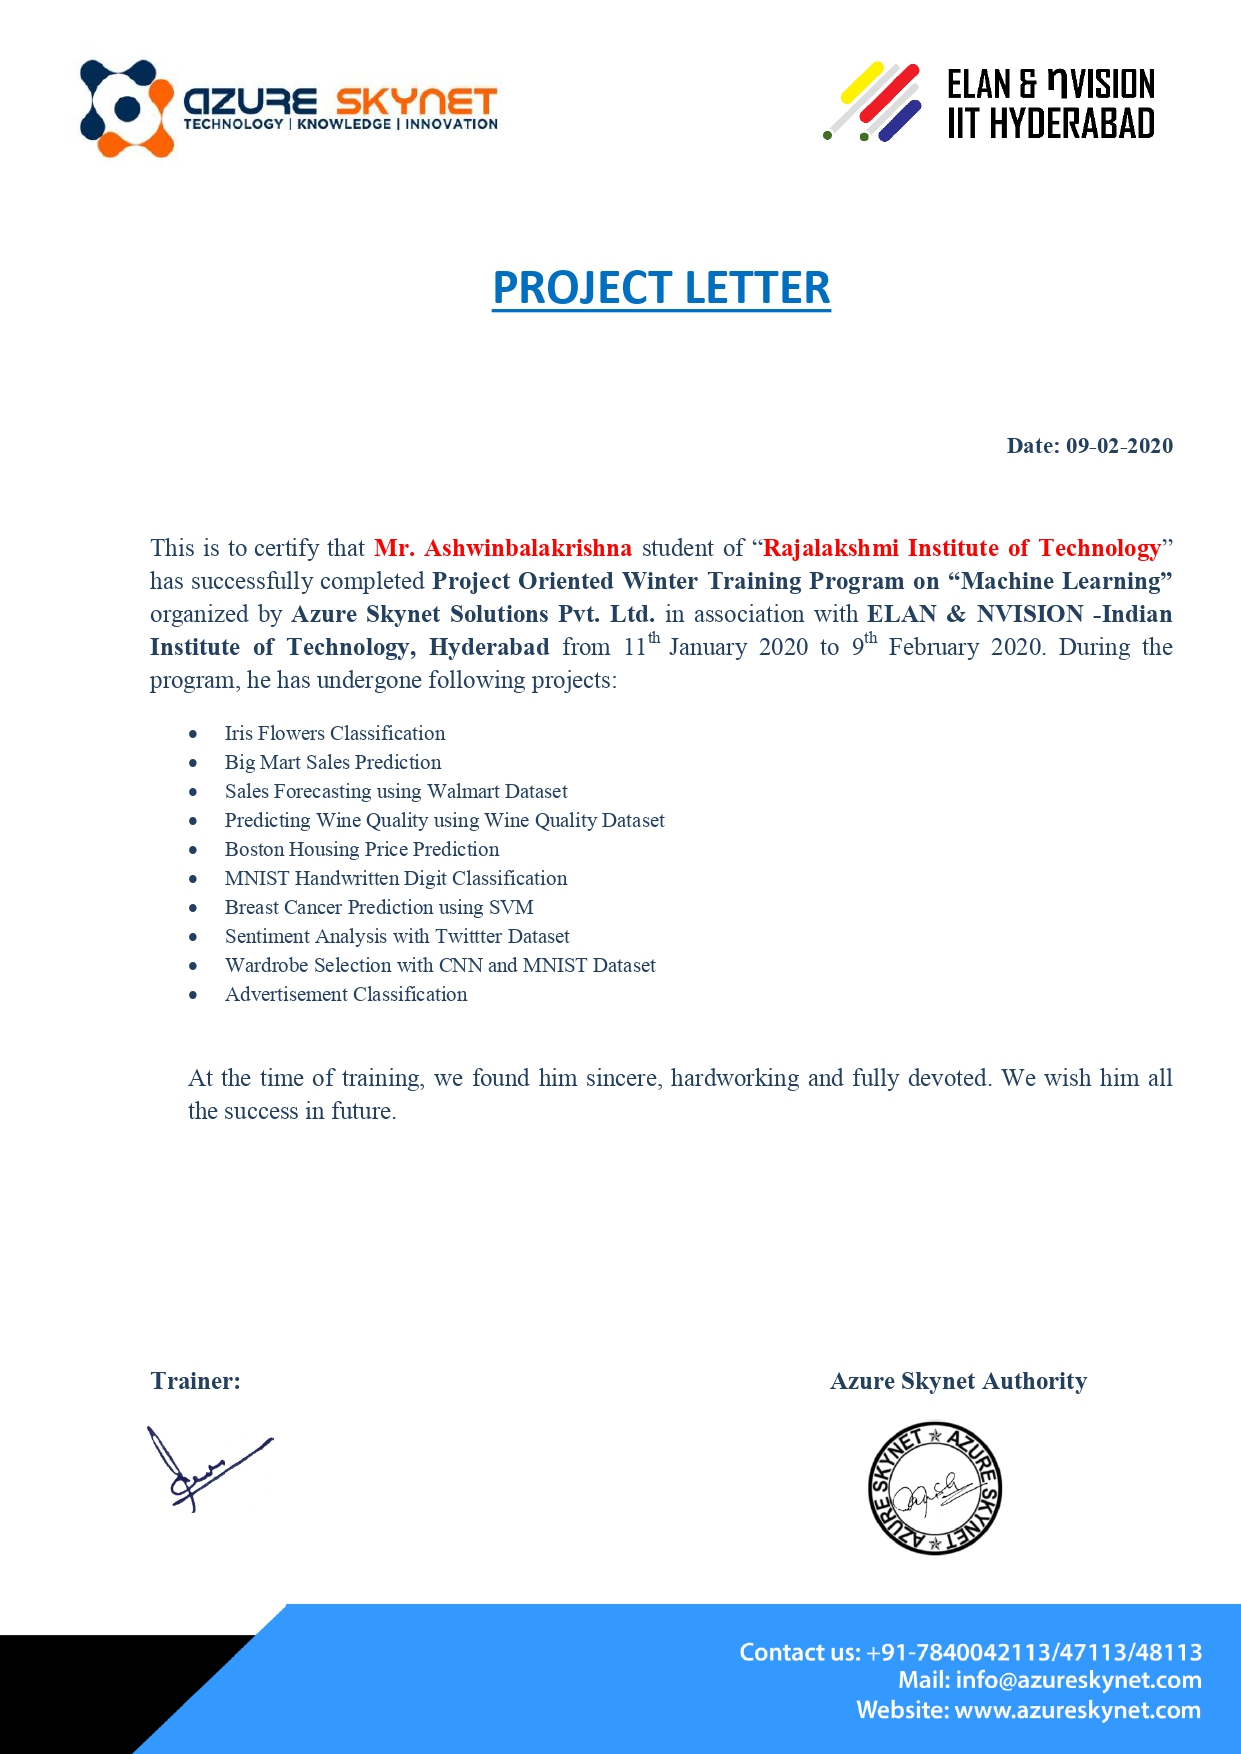 AZURE SKYNET
TECHNOLOGY | KNOWLEDGE | INNOVATION
ELAN & ηVISION
IIT HYDERABAD
PROJECT LETTER
Date: 09-02-2020
This is to certify that Mr. Ashwinbalakrishna student of “Rajalakshmi Institute of Technology”
has successfully completed Project Oriented Winter Training Program on “Machine Learning”
organized by Azure Skynet Solutions Pvt. Ltd. in association with ELAN & NVISION -Indian
Institute of Technology, Hyderabad from 11th January 2020 to 9th February 2020. During the
program, he has undergone following projects:
• Iris Flowers Classification
• Big Mart Sales Prediction
• Sales Forecasting using Walmart Dataset
• Predicting Wine Quality using Wine Quality Dataset
• Boston Housing Price Prediction
• MNIST Handwritten Digit Classification
• Breast Cancer Prediction using SVM
• Sentiment Analysis with Twittter Dataset
• Wardrobe Selection with CNN and MNIST Dataset
• Advertisement Classification
At the time of training, we found him sincere, hardworking and fully devoted. We wish him all
the success in future.
Trainer:
Azure Skynet Authority
AZURE SKYNET ★ AZURE SKYNET ★
Contact us: +91-7840042113/47113/48113
Mail: info@azureskynet.com
Website: www.azureskynet.com